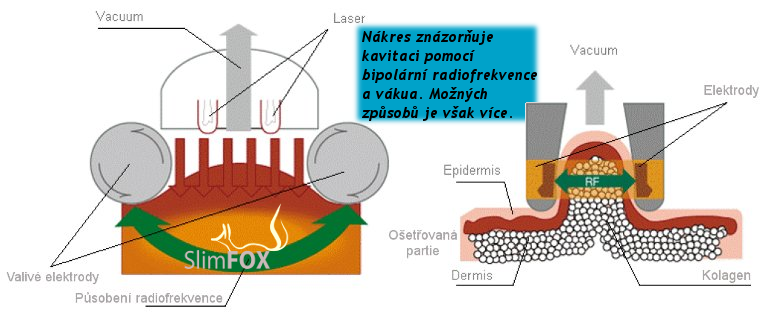 Vacuum
Laser
Nákres znázorňuje
kavitaci pomocí
bipolární radiofrekvence
a vákua. Možných
způsobů je však více.
Vacuum
Elektrody
Epidermis
RF
Ošetřovaná
partie
Dermis
Kolagen
SlimFOX
Valivé elektrody
Působení radiofrekvence